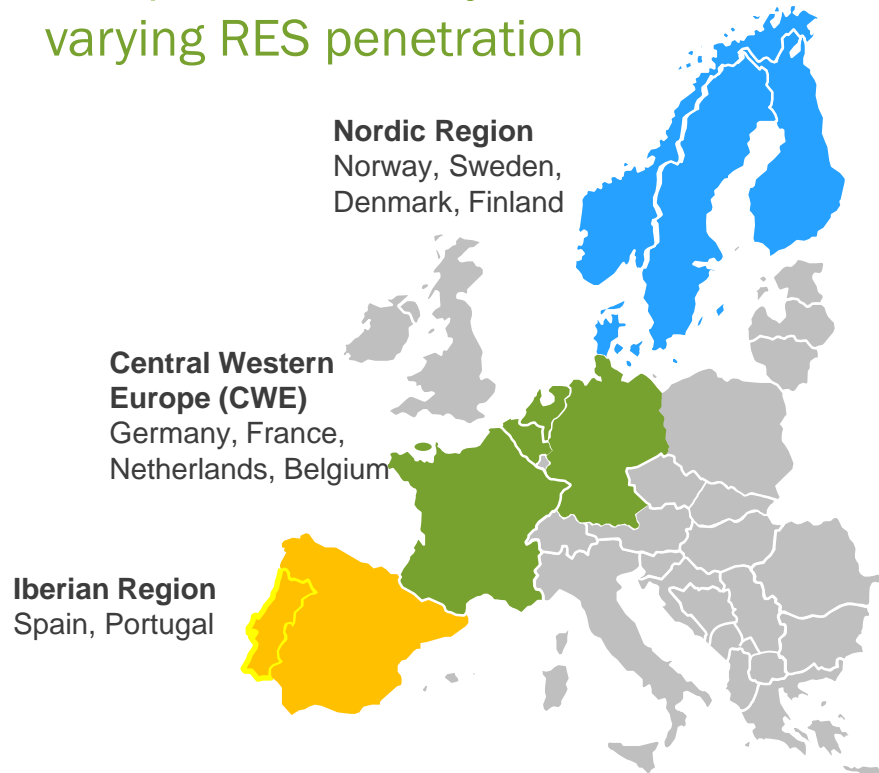 varying RES penetration
Nordic Region
Norway, Sweden,
Denmark, Finland
Central Western
Europe (CWE)
Germany, France,
Netherlands, Belgium
Iberian Region
Spain, Portugal